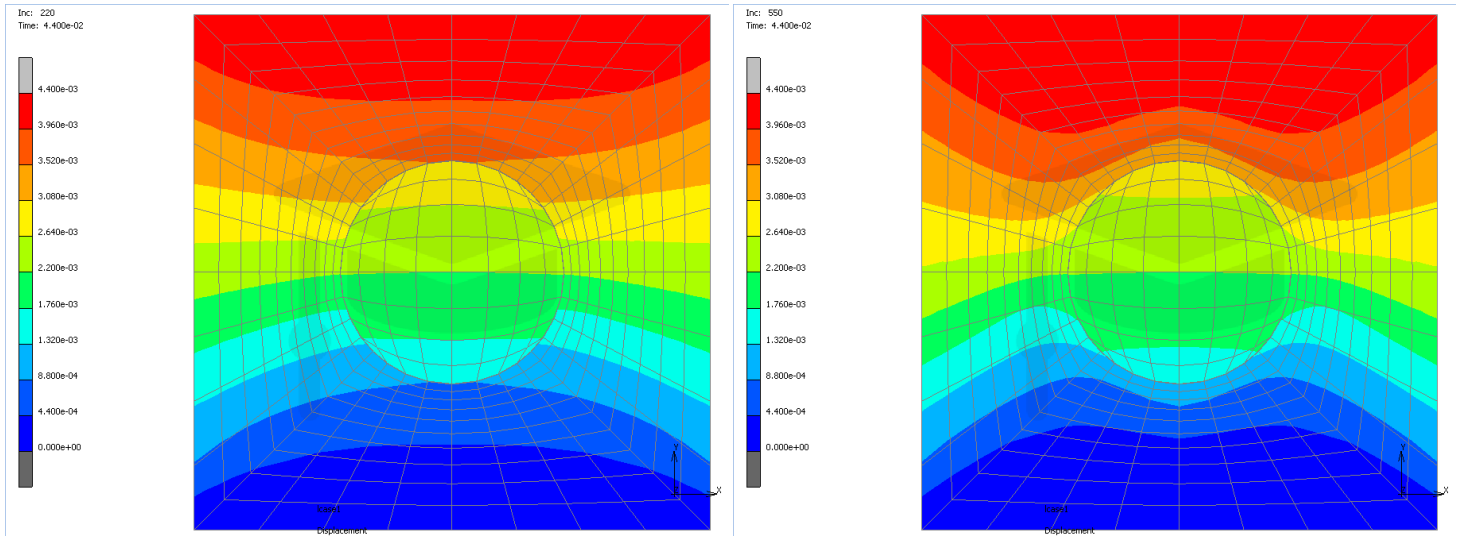 Inc: 220
Time: 4.400e-02
4.400e-03
3.960e-03
3.520e-03
3.080e-03
2.640e-03
2.200e-03
1.760e-03
1.320e-03
8.800e-04
4.400e-04
0.000e+00
Y
X
Displacement
Inc: 550
Time: 4.400e-02
4.400e-03
3.960e-03
3.520e-03
3.080e-03
2.640e-03
2.200e-03
1.760e-03
1.320e-03
8.800e-04
4.400e-04
0.000e+00
Y
X
Displacement